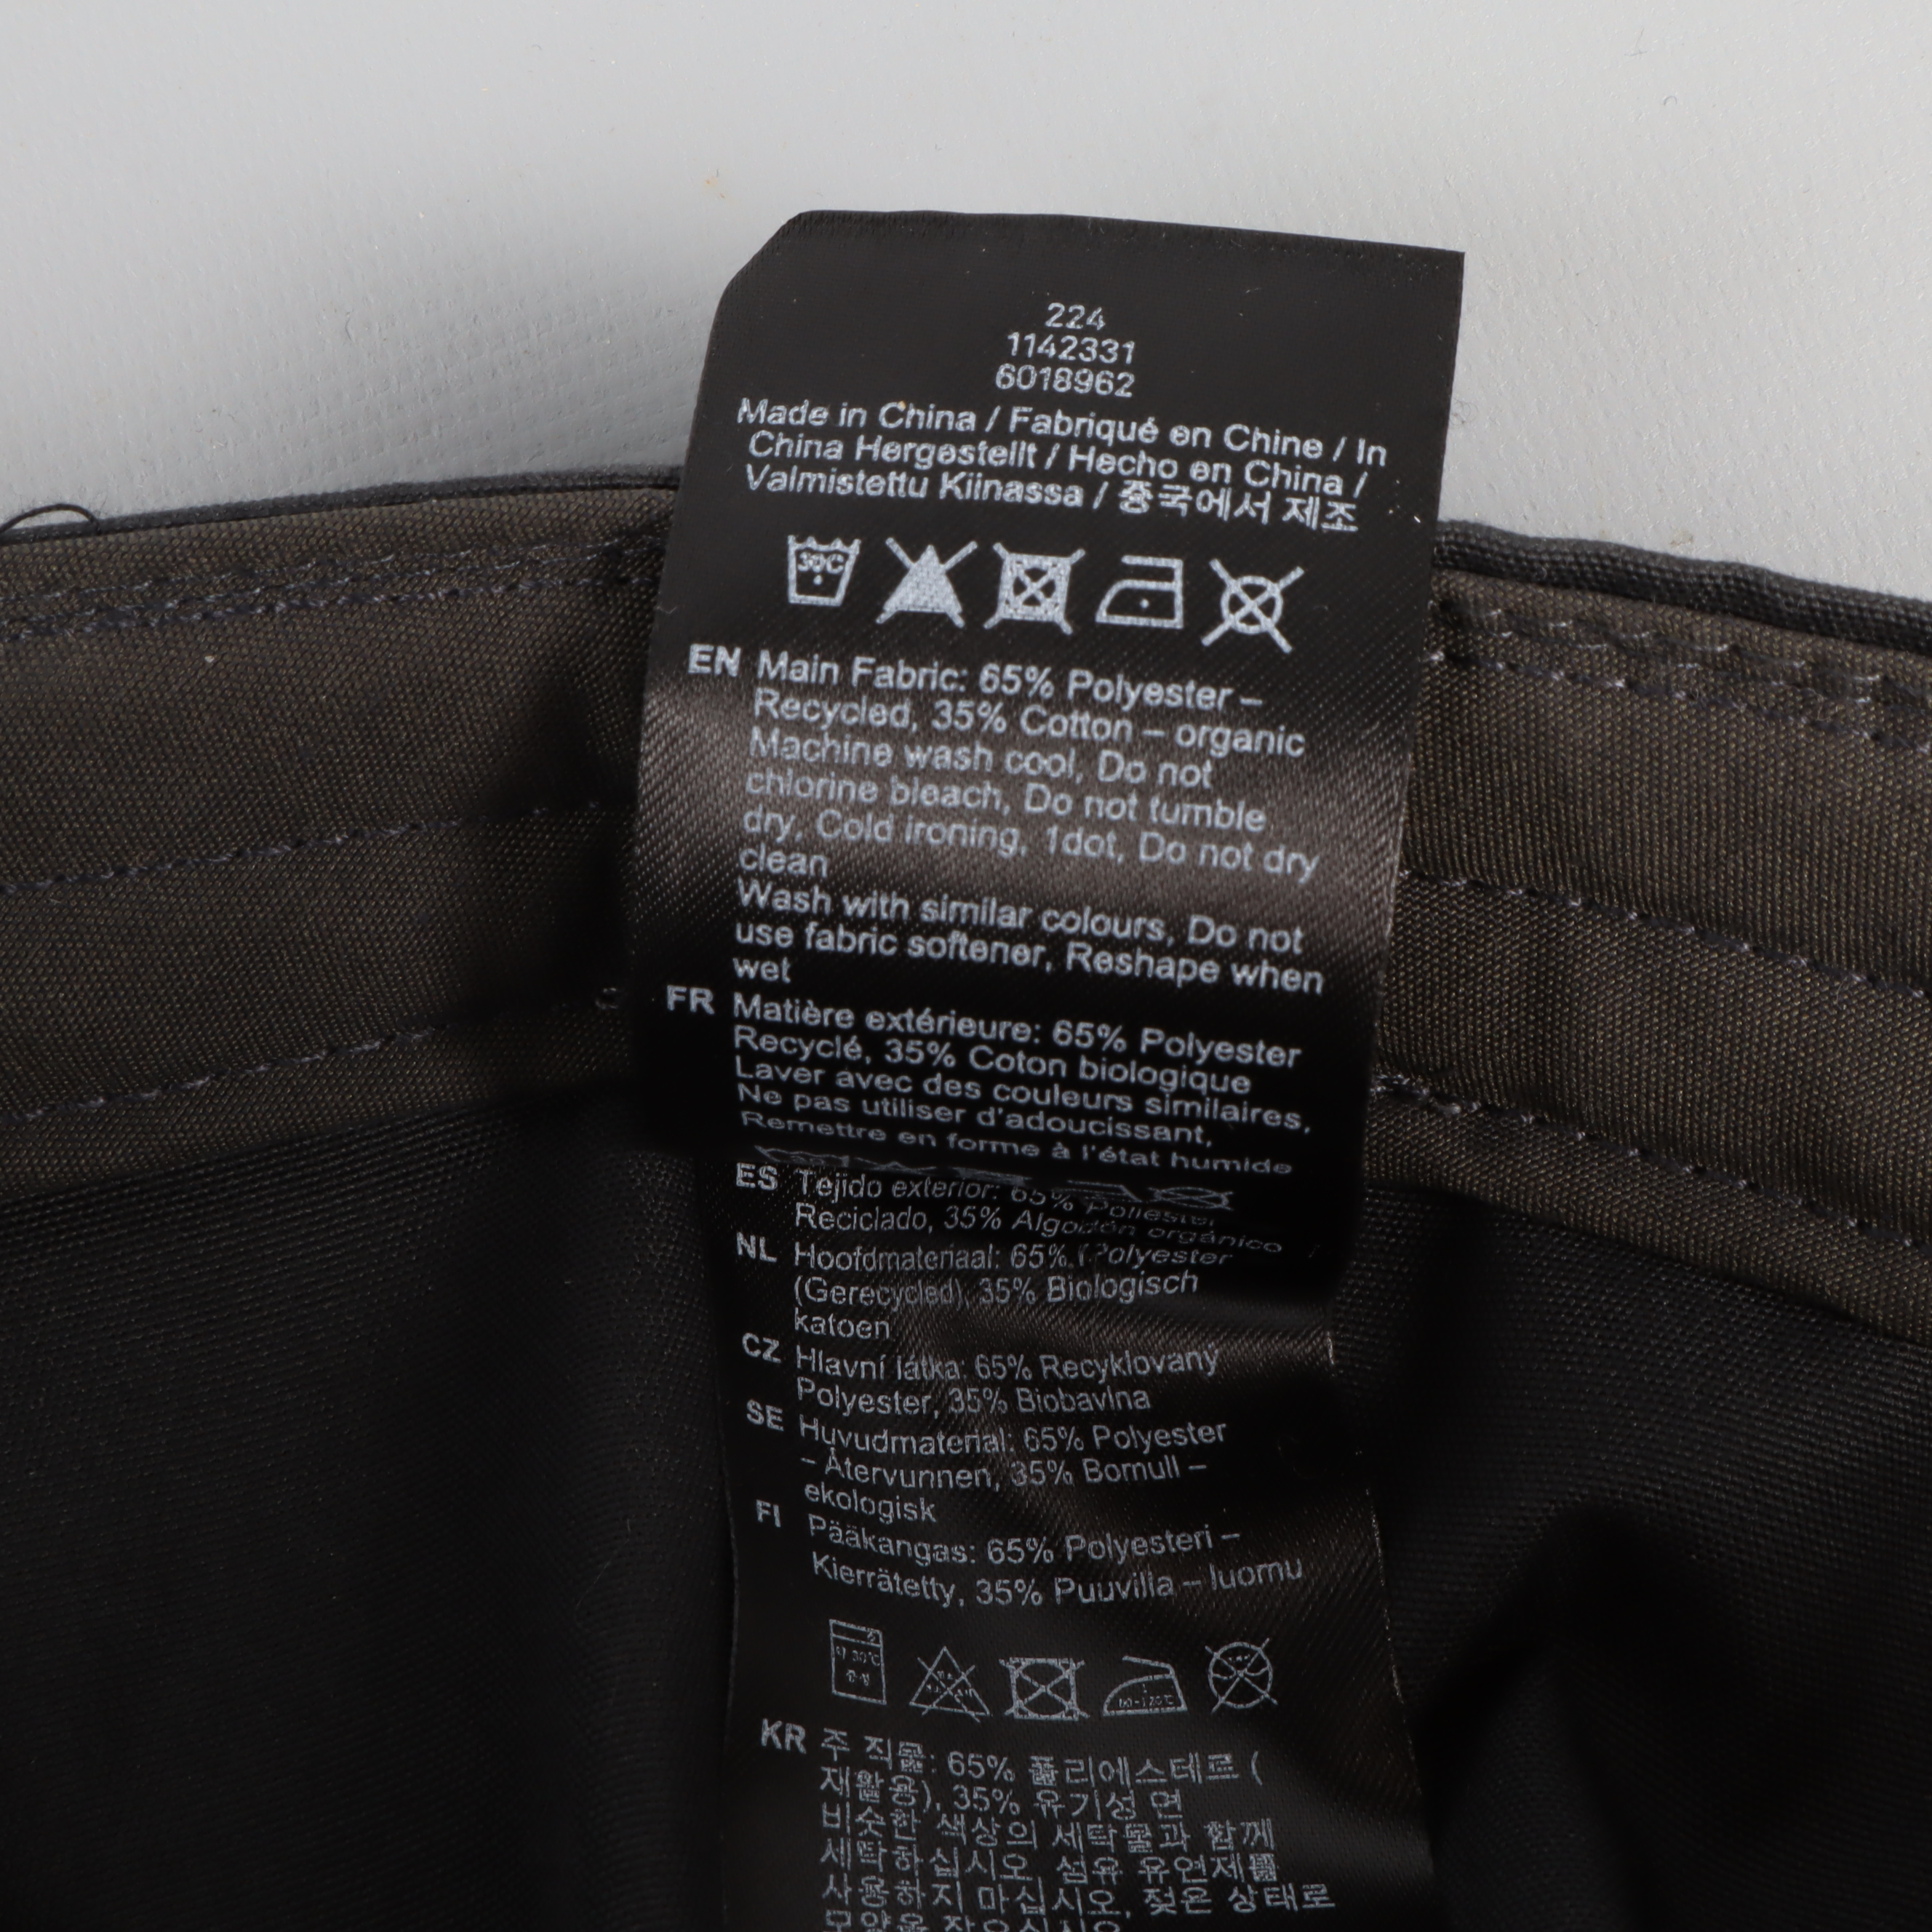 224
1142331
6018962
Made in China / Fabriqué en Chine / In
China Hergestellt / Hecho en China /
Valmistettu Kiinassa / 중국에서 제조
30C
EN Main Fabric: 65% Polyester –
Recycled, 35% Cotton – organic
Machine wash cool, Do not
chlorine bleach, Do not tumble
dry, Cold ironing, 1dot, Do not dry
clean
Wash with similar colours, Do not
use fabric softener, Reshape when
wet
FR Matière extérieure: 65% Polyester
Recyclé, 35% Coton biologique
Laver avec des couleurs similaires,
Ne pas utiliser d'adoucissant,
Remettre en forme à l'état humide
ES Tejido exterior: 65% Poliester
Reciclado, 35% Algodón orgánico
NL Hoofdmateriaal: 65% Polyester
(Gerecycled), 35% Biologisch
katoen
CZ Hlavní látka: 65% Recyklovaný
Polyester, 35% Biobavlna
SE Huvudmaterial: 65% Polyester
– Återvunnen, 35% Bomull –
ekologisk
FI Pääkangas: 65% Polyesteri –
Kierrätetty, 35% Puuvilla – luomu
KR 주 직물: 65% 폴리에스테르 (
재활용), 35% 유기성 면
비슷한 색상의 세탁물과 함께
세탁하십시오, 섬유 유연제를
사용하지 마십시오, 젖은 상태로